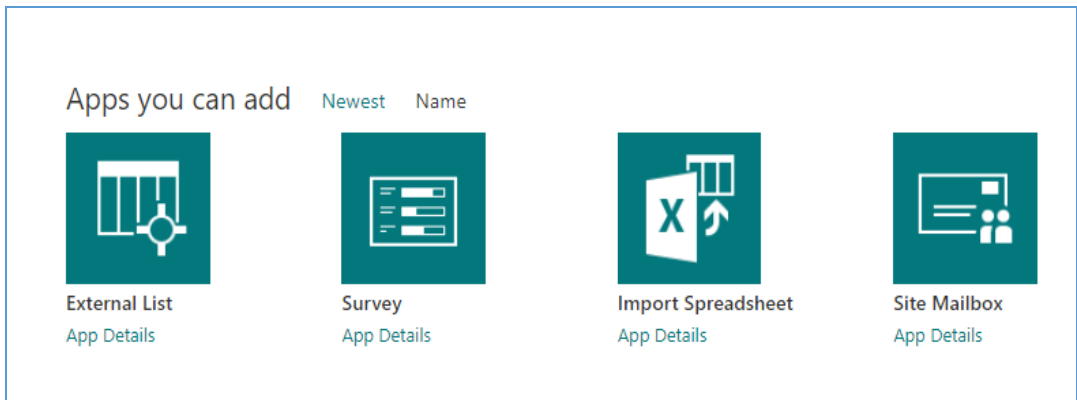 Apps you can add Newest Name
X
External List Survey Import Spreadsheet Site Mailbox
App Details App Details App Details App Details